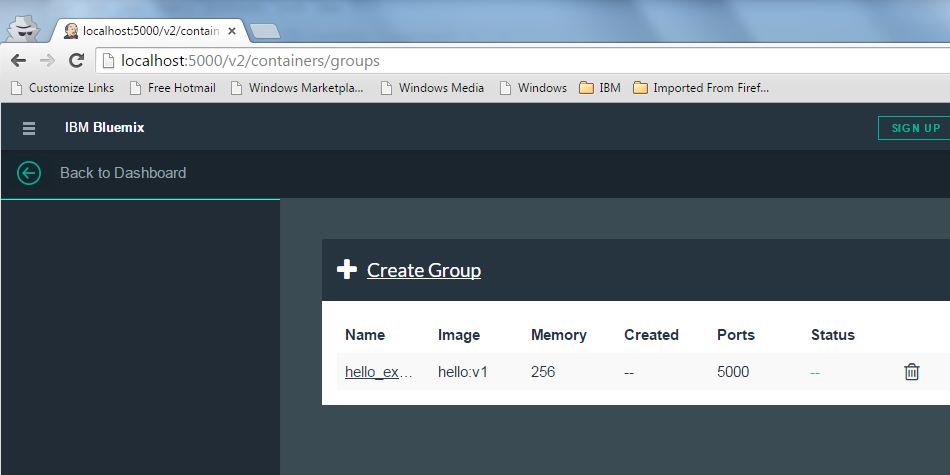 localhost:5000/v2/contain
localhost:5000/v2/containers/groups
Customize Links Free Hotmail Windows Marketpla... Windows Media Windows IBM Imported From Firef...
IBM Bluemix SIGN UP
Back to Dashboard
Create Group
Name Image Memory Created Ports Status
hello_ex... hello:v1 256 -- 5000 --